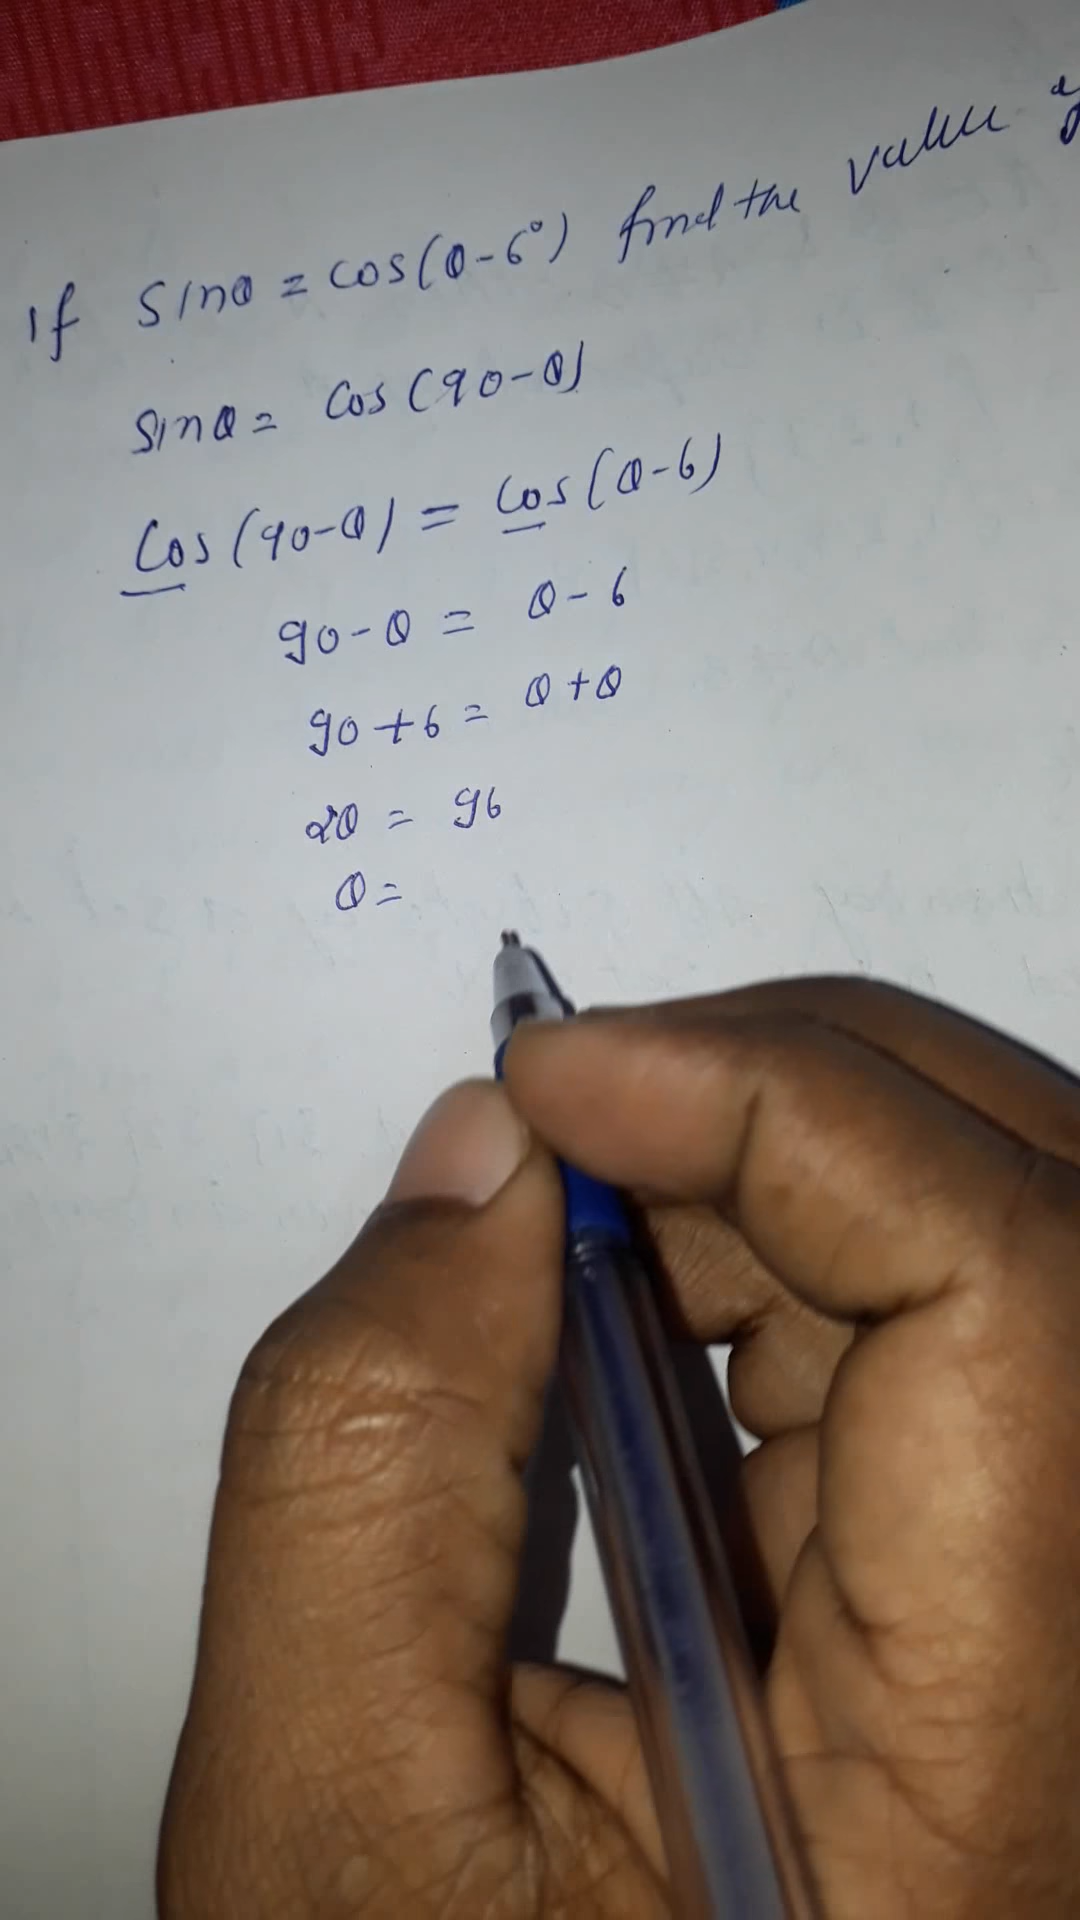 If sinθ = cos(θ-6°) find the value
sinθ = cos(90-θ)
cos(90-θ) = cos(θ-6)
90-θ = θ-6
90+6 = θ+θ
2θ = 96
θ =